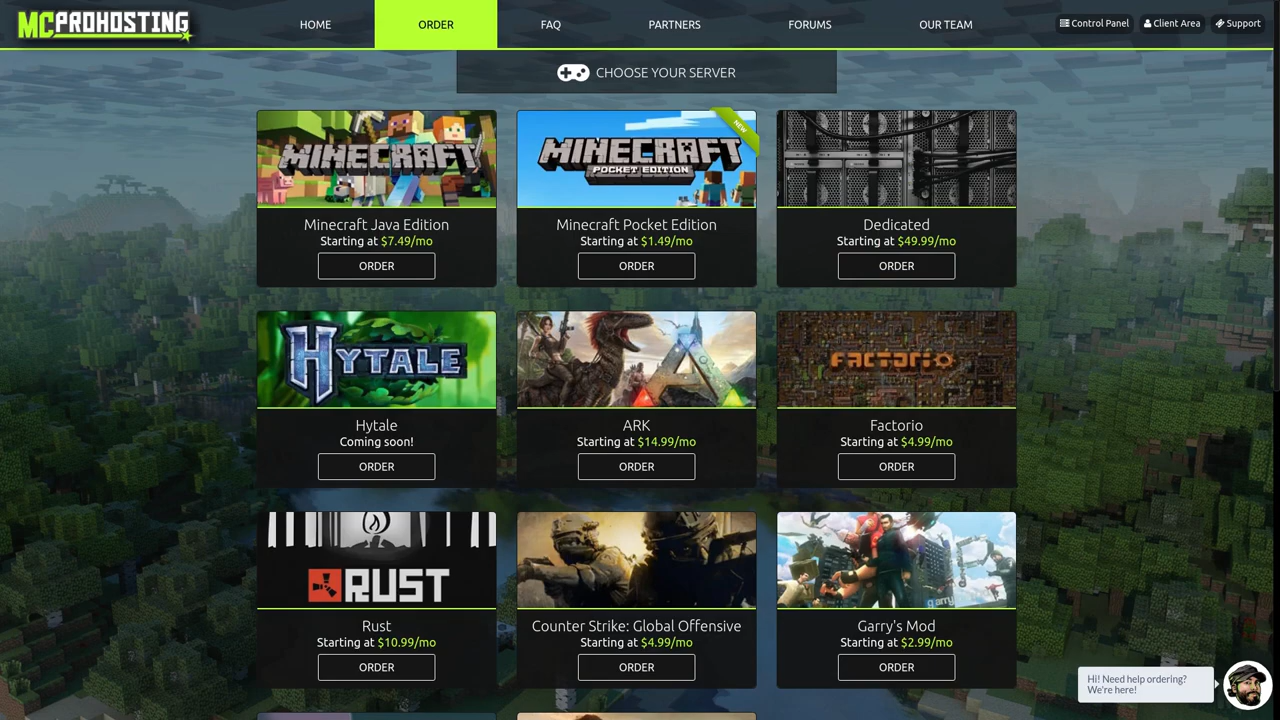 MCPROHOSTING
HOME
ORDER
FAQ
PARTNERS
FORUMS
OUR TEAM
Control Panel
Client Area
Support
CHOOSE YOUR SERVER
MINECRAFT
Minecraft Java Edition
Starting at $7.49/mo
ORDER
NEW
MINECRAFT
POCKET EDITION
Minecraft Pocket Edition
Starting at $1.49/mo
ORDER
Dedicated
Starting at $49.99/mo
ORDER
HYTALE
Hytale
Coming soon!
ORDER
ARK
Starting at $14.99/mo
ORDER
FACTORIO
Factorio
Starting at $4.99/mo
ORDER
RUST
Rust
Starting at $10.99/mo
ORDER
Counter Strike: Global Offensive
Starting at $4.99/mo
ORDER
garry
Garry's Mod
Starting at $2.99/mo
ORDER
Hi! Need help ordering?
We're here!